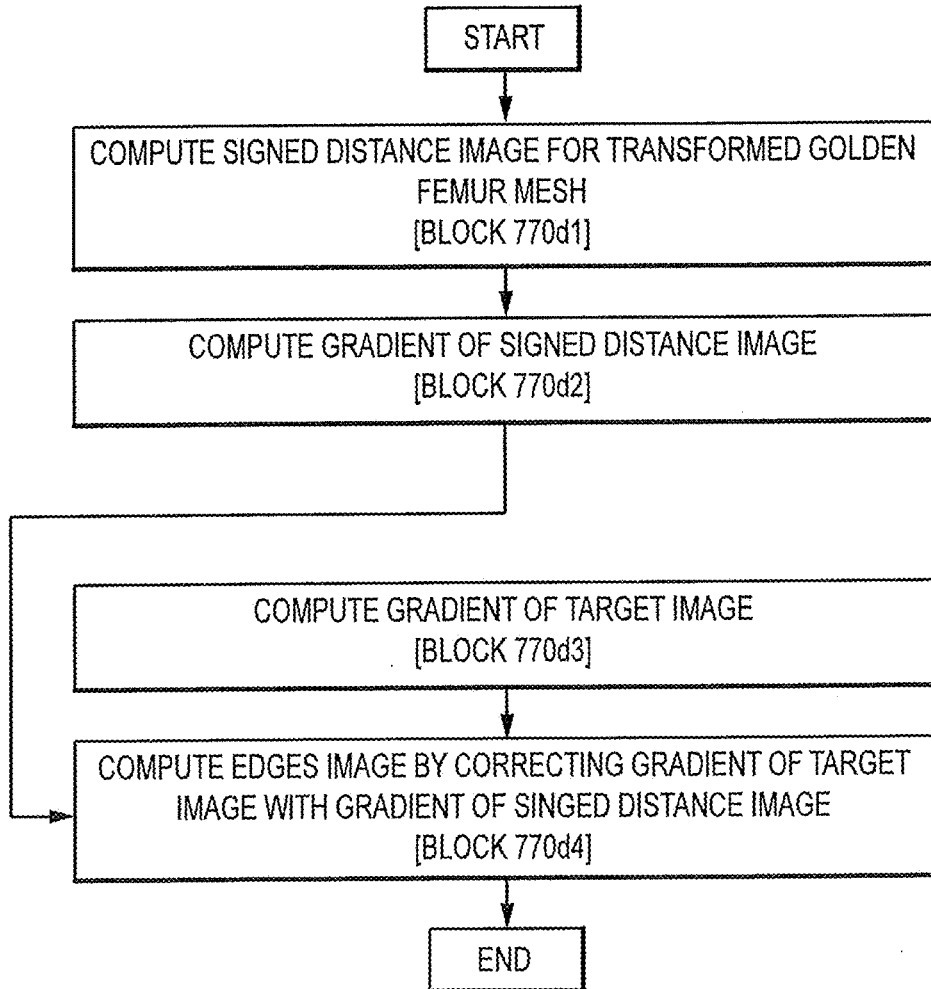 START
COMPUTE SIGNED DISTANCE IMAGE FOR TRANSFORMED GOLDEN
FEMUR MESH
[BLOCK 770d1]
COMPUTE GRADIENT OF SIGNED DISTANCE IMAGE
[BLOCK 770d2]
COMPUTE GRADIENT OF TARGET IMAGE
[BLOCK 770d3]
COMPUTE EDGES IMAGE BY CORRECTING GRADIENT OF TARGET
IMAGE WITH GRADIENT OF SINGED DISTANCE IMAGE
[BLOCK 770d4]
END